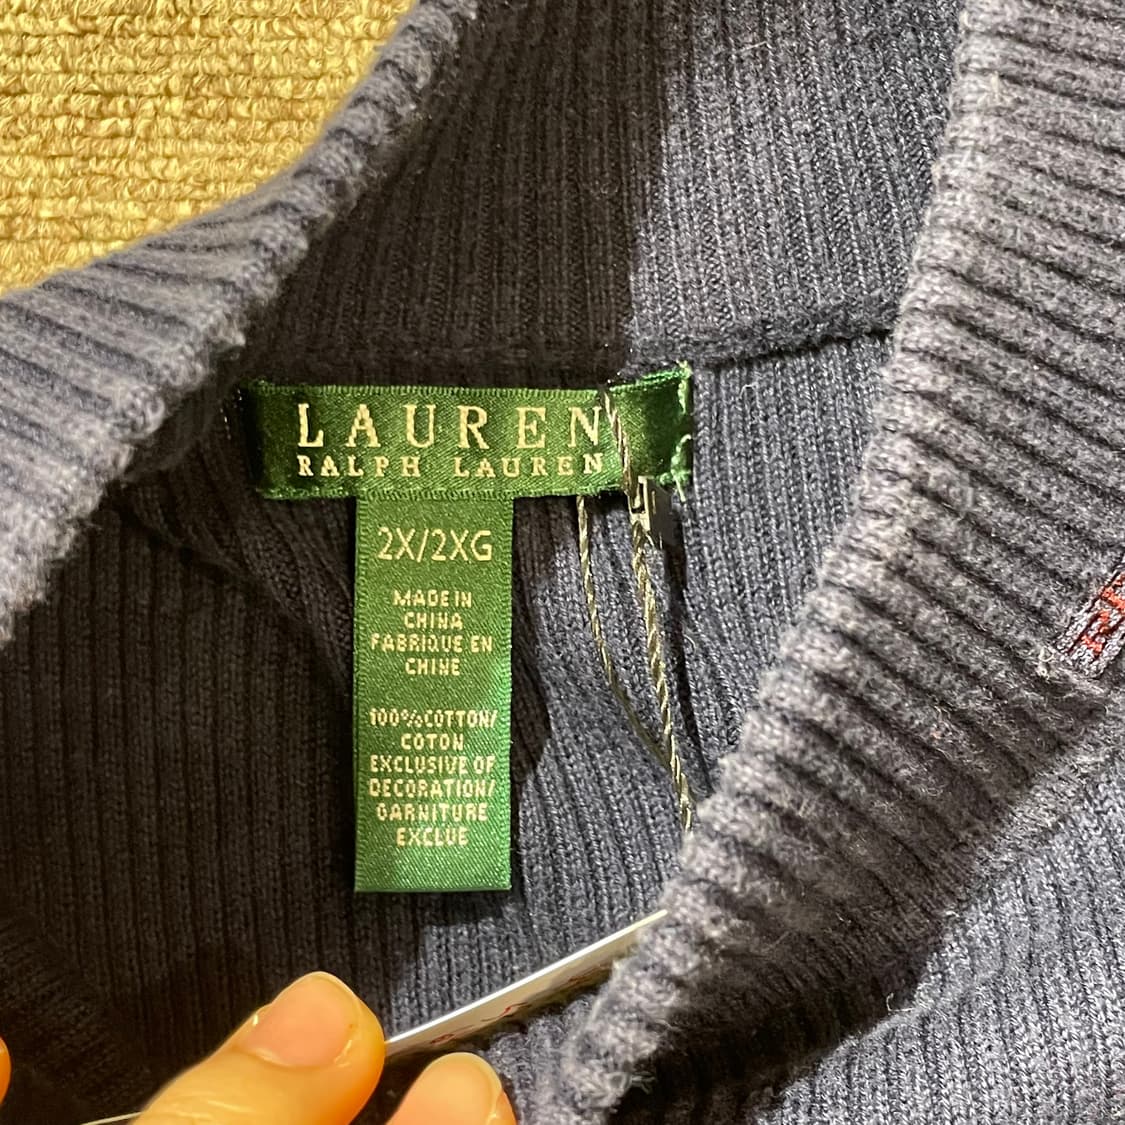 LAUREN
RALPH LAUREN
2X/2XG
MADE IN
CHINA
FABRIQUE EN
CHINE
100%COTTON/
COTON
EXCLUSIVE OF
DECORATION/
GARNITURE
EXCLUE